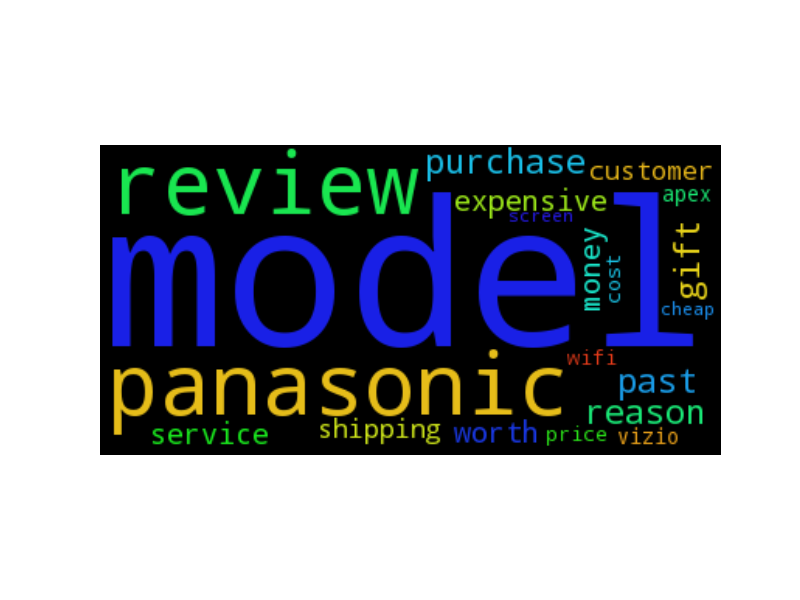 review
purchase
customer
expensive
apex
screen
model
money
cost
gift
cheap
panasonic
wifi
past
reason
service
shipping
worth
price
vizio